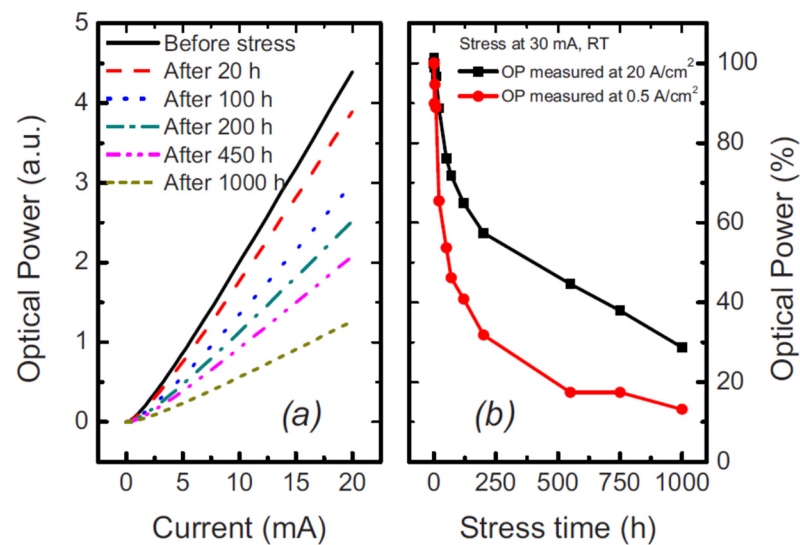 5
4
3
2
1
0
Optical Power (a.u.)
Before stress
After 20 h
After 100 h
After 200 h
After 450 h
After 1000 h
(a)
0
5
10
15
20
Current (mA)
Stress at 30 mA, RT
OP measured at 20 A/cm²
OP measured at 0.5 A/cm²
(b)
0
250
500
750
1000
Stress time (h)
100
80
60
40
20
0
Optical Power (%)